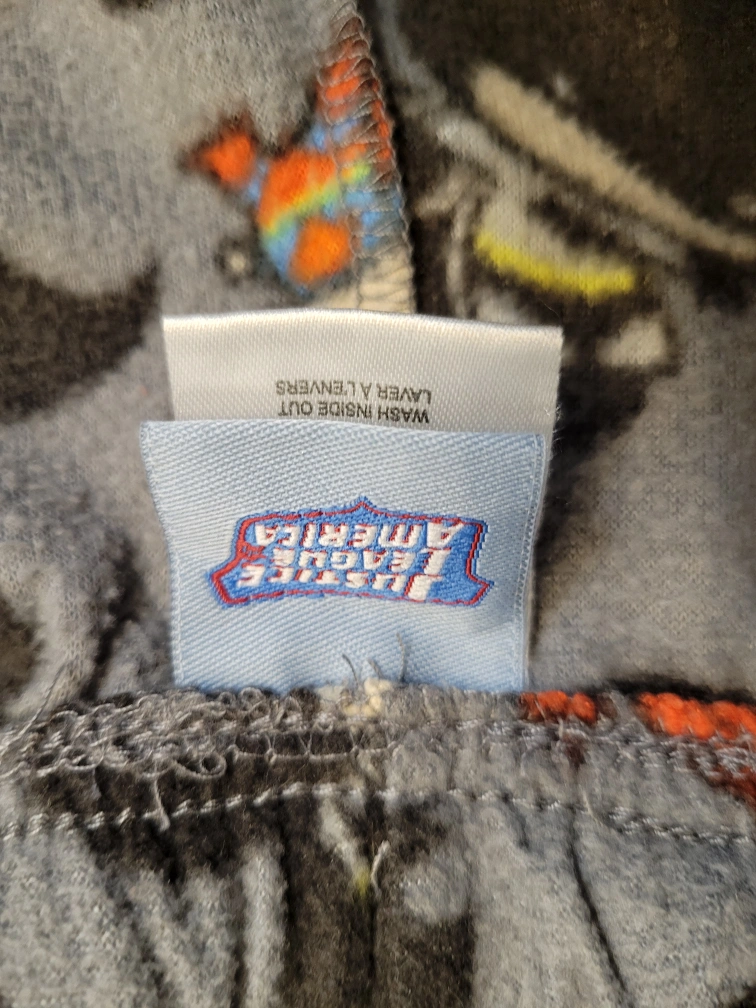 JUSTICE
LEAGUE
AMERICA
WASH INSIDE OUT
LAVER À L'ENVERS